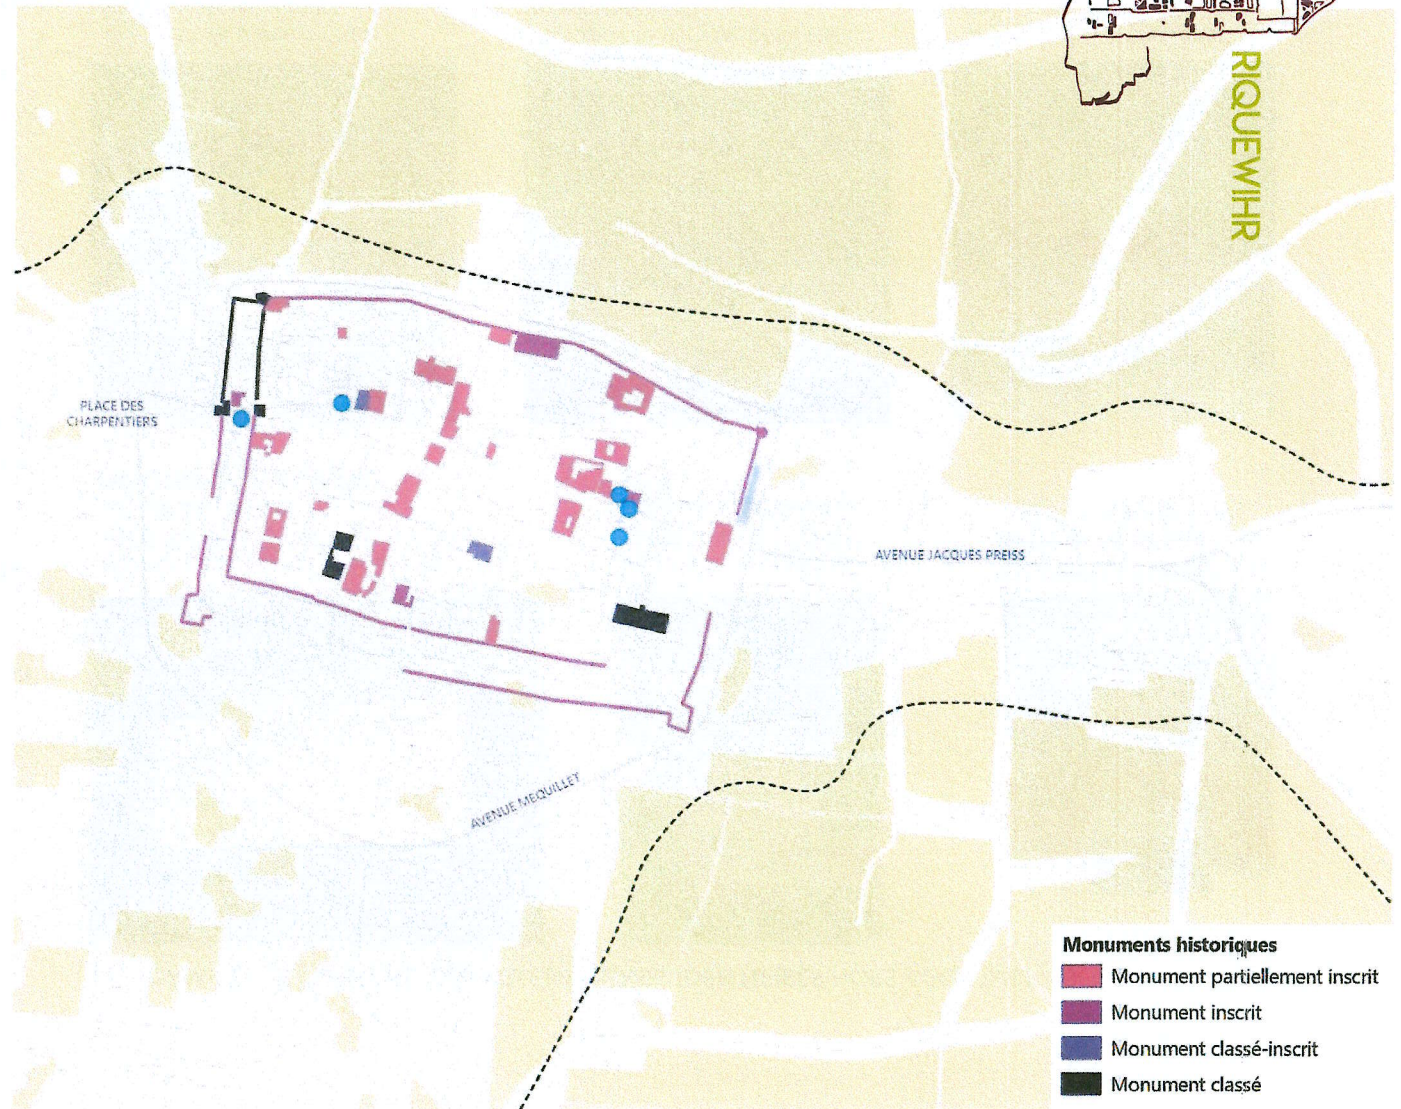 RIQUEWIHR
PLACE DES
CHARPENTIERS
AVENUE JACQUES PREISS
AVENUE MEQUILLET
Monuments historiques
Monument partiellement inscrit
Monument inscrit
Monument classé-inscrit
Monument classé